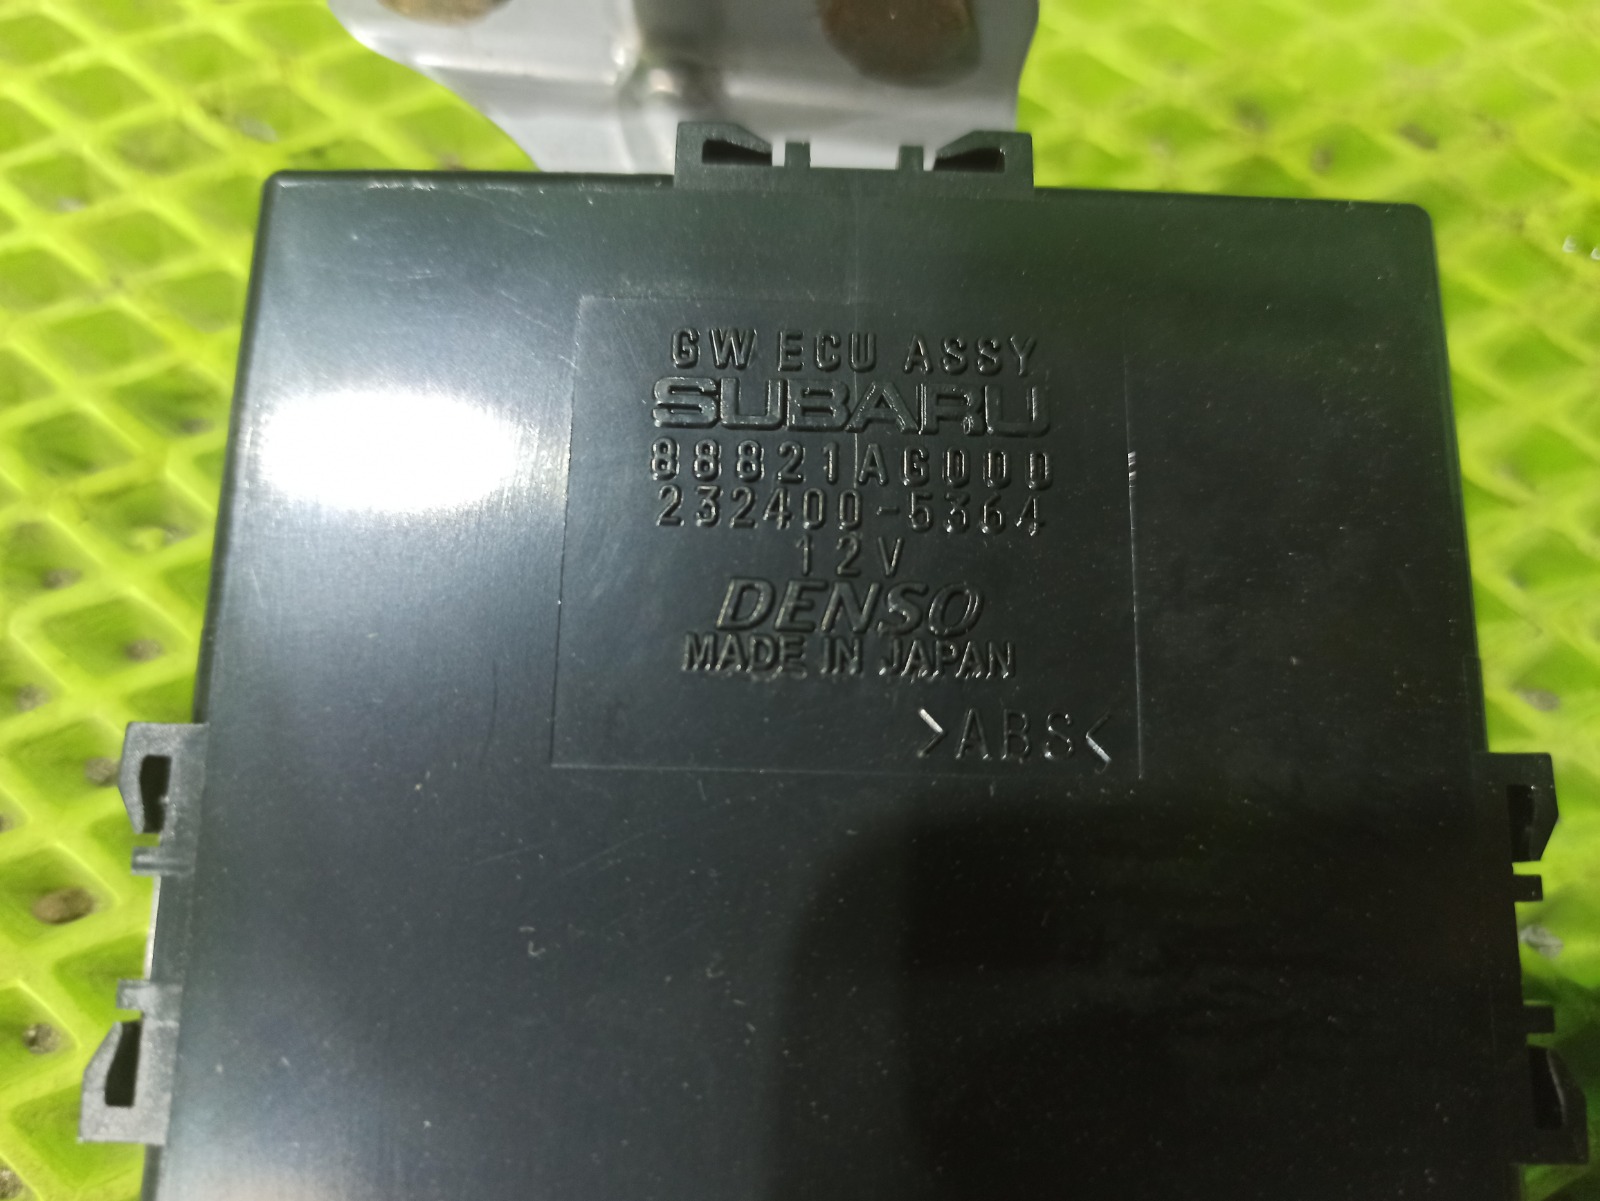 GW ECU ASSY
SUBARU
88821AG000
232400-5364
12V
DENSO
MADE IN JAPAN
>ABS<